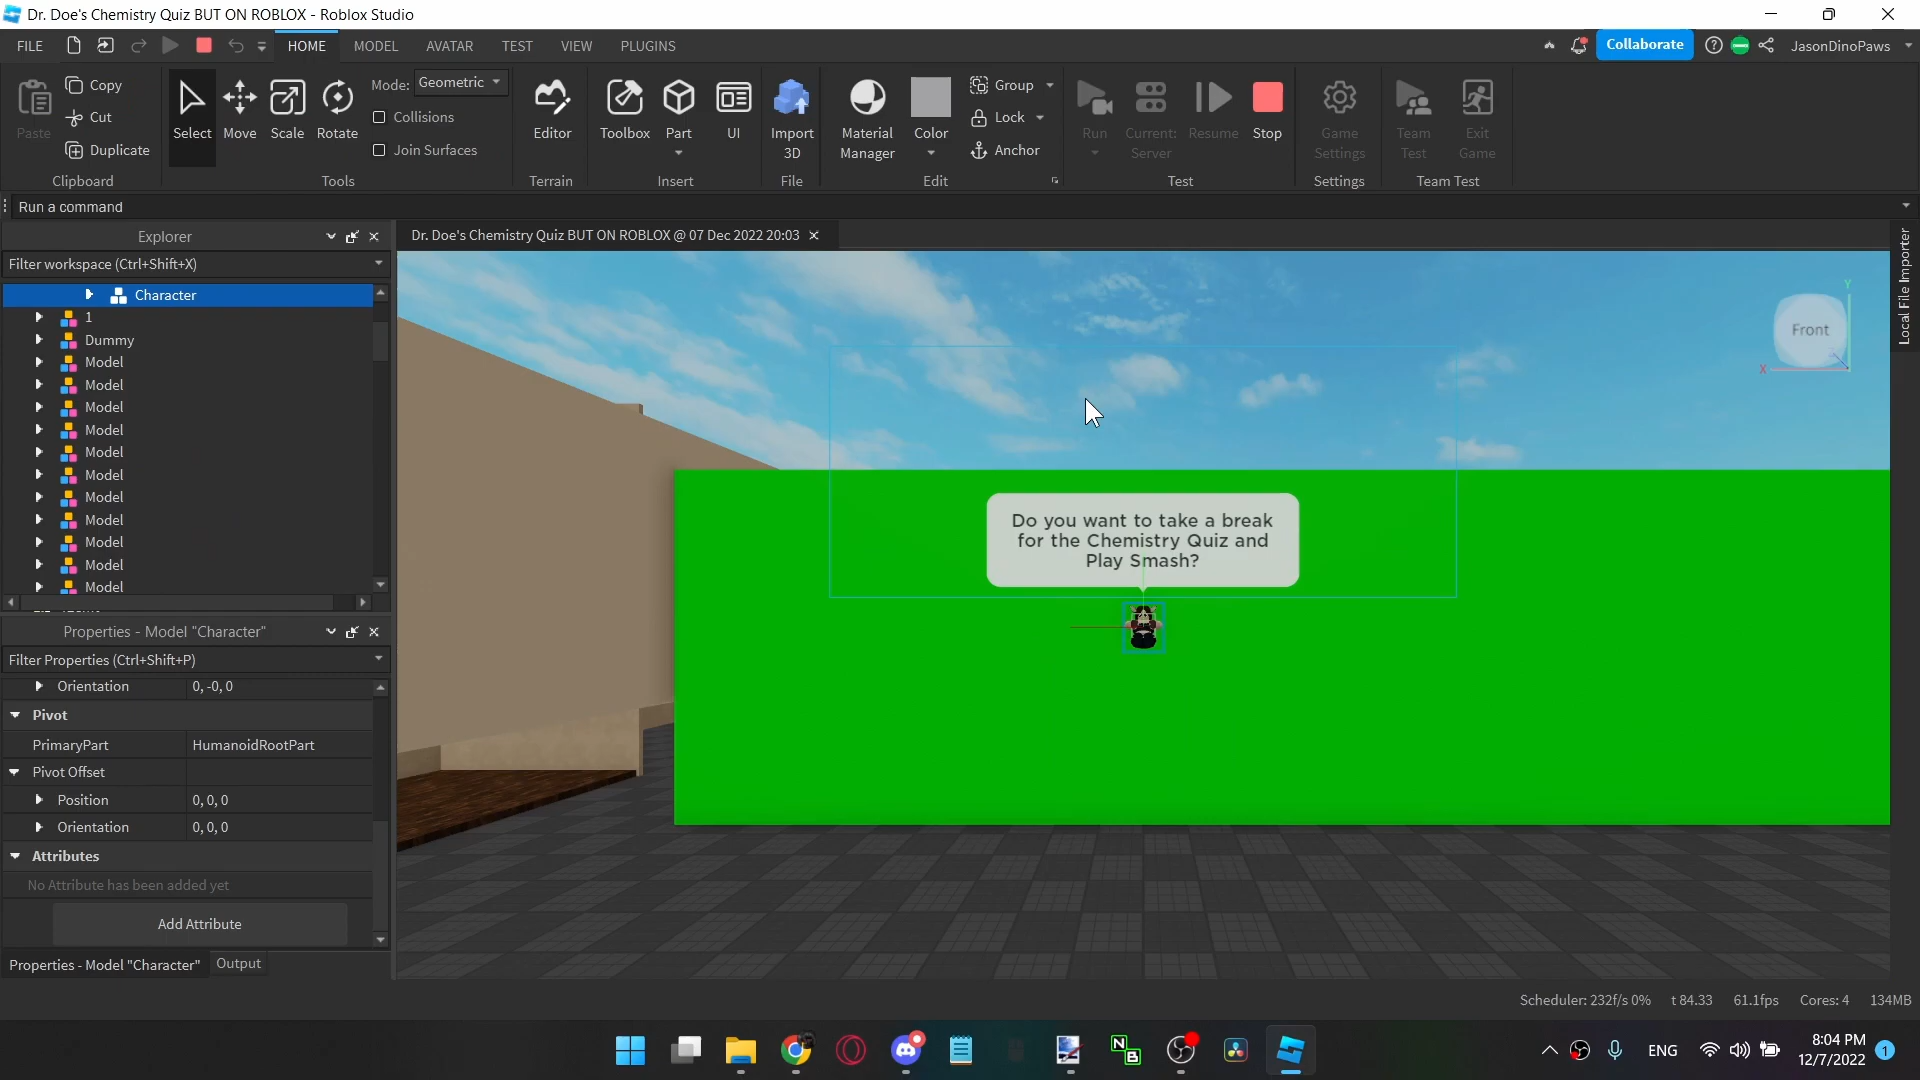 Dr. Doe's Chemistry Quiz BUT ON ROBLOX - Roblox Studio
FILE
HOME
MODEL
AVATAR
TEST
VIEW
PLUGINS
Collaborate
JasonDinoPaws
Paste
Copy
Cut
Duplicate
Clipboard
Select
Move
Scale
Rotate
Mode: Geometric
Collisions
Join Surfaces
Tools
Editor
Terrain
Toolbox
Part
UI
Insert
Import
3D
File
Material
Manager
Color
Group
Lock
Anchor
Edit
Run
Current:
Server
Resume
Stop
Test
Game
Settings
Settings
Team
Test
Exit
Game
Team Test
Run a command
Explorer
Filter workspace (Ctrl+Shift+X)
Character
1
Dummy
Model
Model
Model
Model
Model
Model
Model
Model
Model
Model
Model
Properties - Model "Character"
Filter Properties (Ctrl+Shift+P)
Orientation 0, -0, 0
Pivot
PrimaryPart HumanoidRootPart
Pivot Offset
Position 0, 0, 0
Orientation 0, 0, 0
Attributes
No Attribute has been added yet
Add Attribute
Properties - Model "Character"
Output
Dr. Doe's Chemistry Quiz BUT ON ROBLOX @ 07 Dec 2022 20:03
Local File Importer
Y
Front
X
Do you want to take a break
for the Chemistry Quiz and
Play Smash?
Scheduler: 232f/s 0% t 84.33 61.1fps Cores: 4 134MB
N
B
ENG
8:04 PM
12/7/2022
1